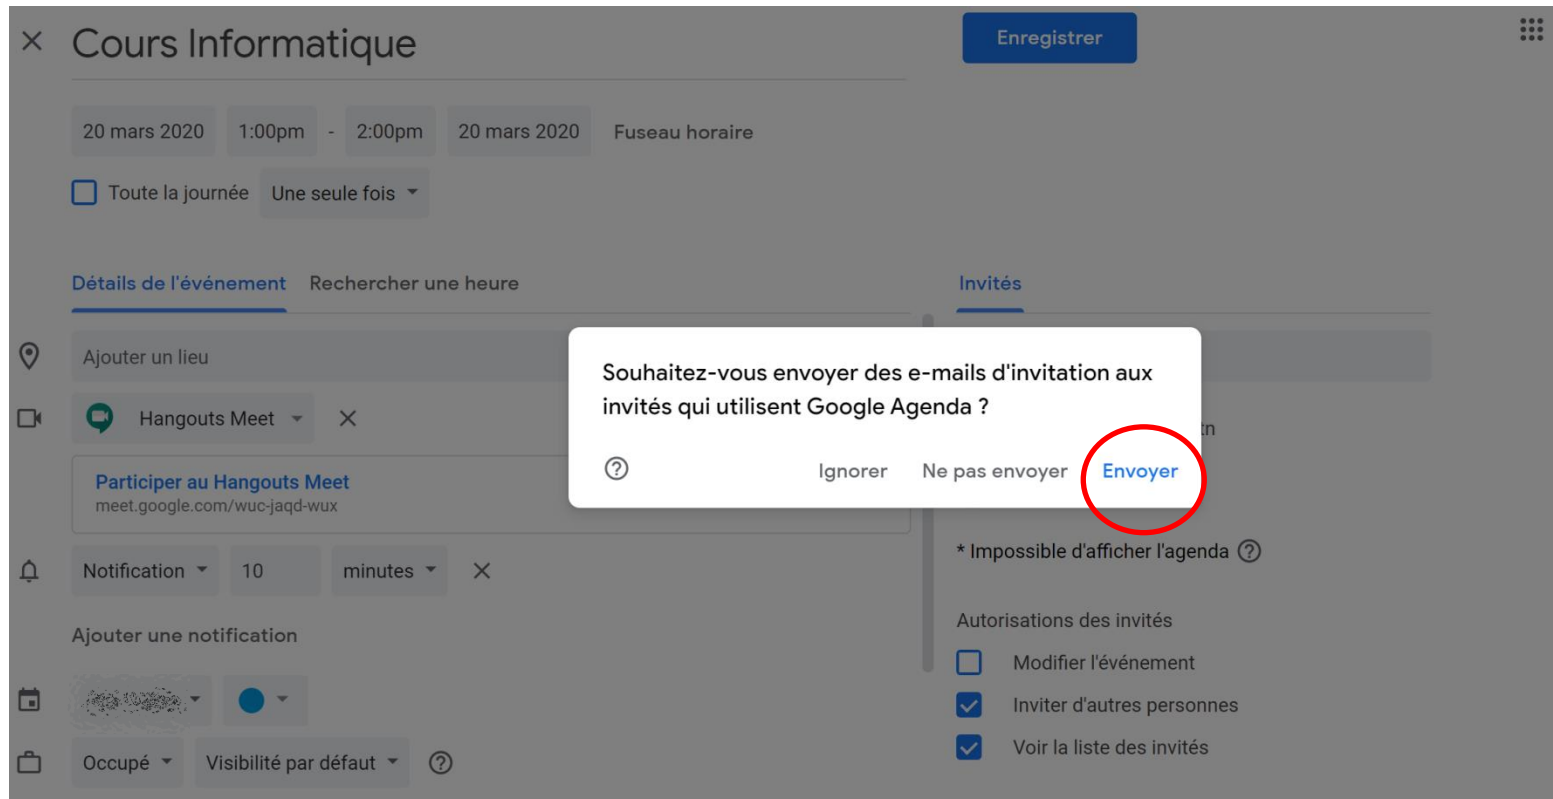 Cours Informatique
Enregistrer
20 mars 2020 1:00pm - 2:00pm 20 mars 2020 Fuseau horaire
Toute la journée Une seule fois
Détails de l'événement Rechercher une heure
Invités
Ajouter un lieu
Souhaitez-vous envoyer des e-mails d'invitation aux
invités qui utilisent Google Agenda ?
Ignorer Ne pas envoyer Envoyer
Hangouts Meet
Participer au Hangouts Meet
meet.google.com/wuc-jaqd-wux
Notification 10 minutes
Ajouter une notification
Occupé Visibilité par défaut
* Impossible d'afficher l'agenda
Autorisations des invités
Modifier l'événement
Inviter d'autres personnes
Voir la liste des invités